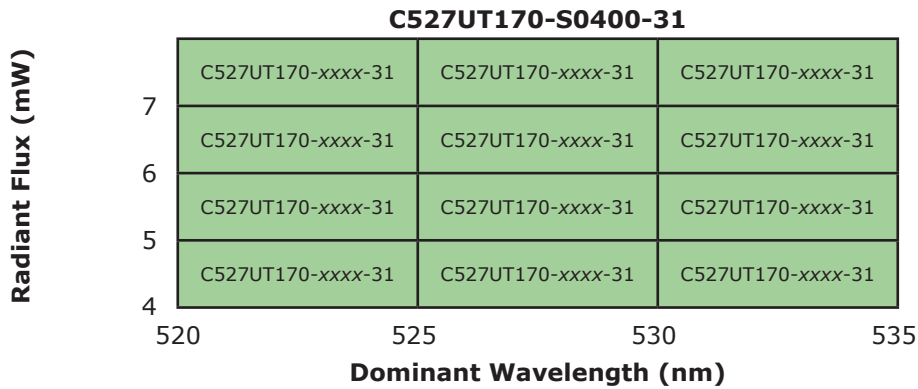 C527UT170-S0400-31
Radiant Flux (mW)
C527UT170-xxxx-31 C527UT170-xxxx-31 C527UT170-xxxx-31
7
C527UT170-xxxx-31 C527UT170-xxxx-31 C527UT170-xxxx-31
6
C527UT170-xxxx-31 C527UT170-xxxx-31 C527UT170-xxxx-31
5
C527UT170-xxxx-31 C527UT170-xxxx-31 C527UT170-xxxx-31
4
520 525 530 535
Dominant Wavelength (nm)